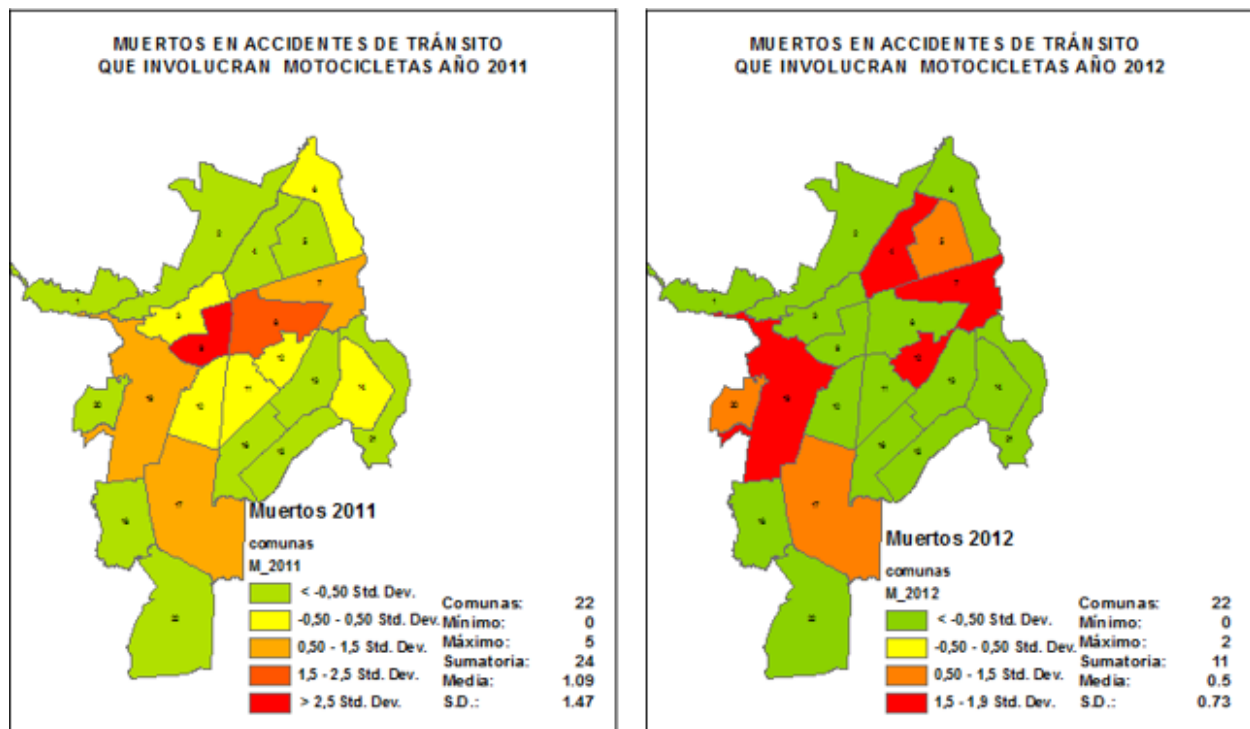 MUERTOS EN ACCIDENTES DE TRÁNSITO
QUE INVOLUCRAN MOTOCICLETAS AÑO 2011
Muertos 2011
comunas
M_2011
< -0,50 Std. Dev.
-0,50 - 0,50 Std. Dev.
0,50 - 1,5 Std. Dev.
1,5 - 2,5 Std. Dev.
> 2,5 Std. Dev.
Comunas: 22
Mínimo: 0
Máximo: 5
Sumatoria: 24
Media: 1.09
S.D.: 1.47
MUERTOS EN ACCIDENTES DE TRÁNSITO
QUE INVOLUCRAN MOTOCICLETAS AÑO 2012
Muertos 2012
comunas
M_2012
< -0,50 Std. Dev.
-0,50 - 0,50 Std. Dev.
0,50 - 1,5 Std. Dev.
1,5 - 1,9 Std. Dev.
Comunas: 22
Mínimo: 0
Máximo: 2
Sumatoria: 11
Media: 0.5
S.D.: 0.73